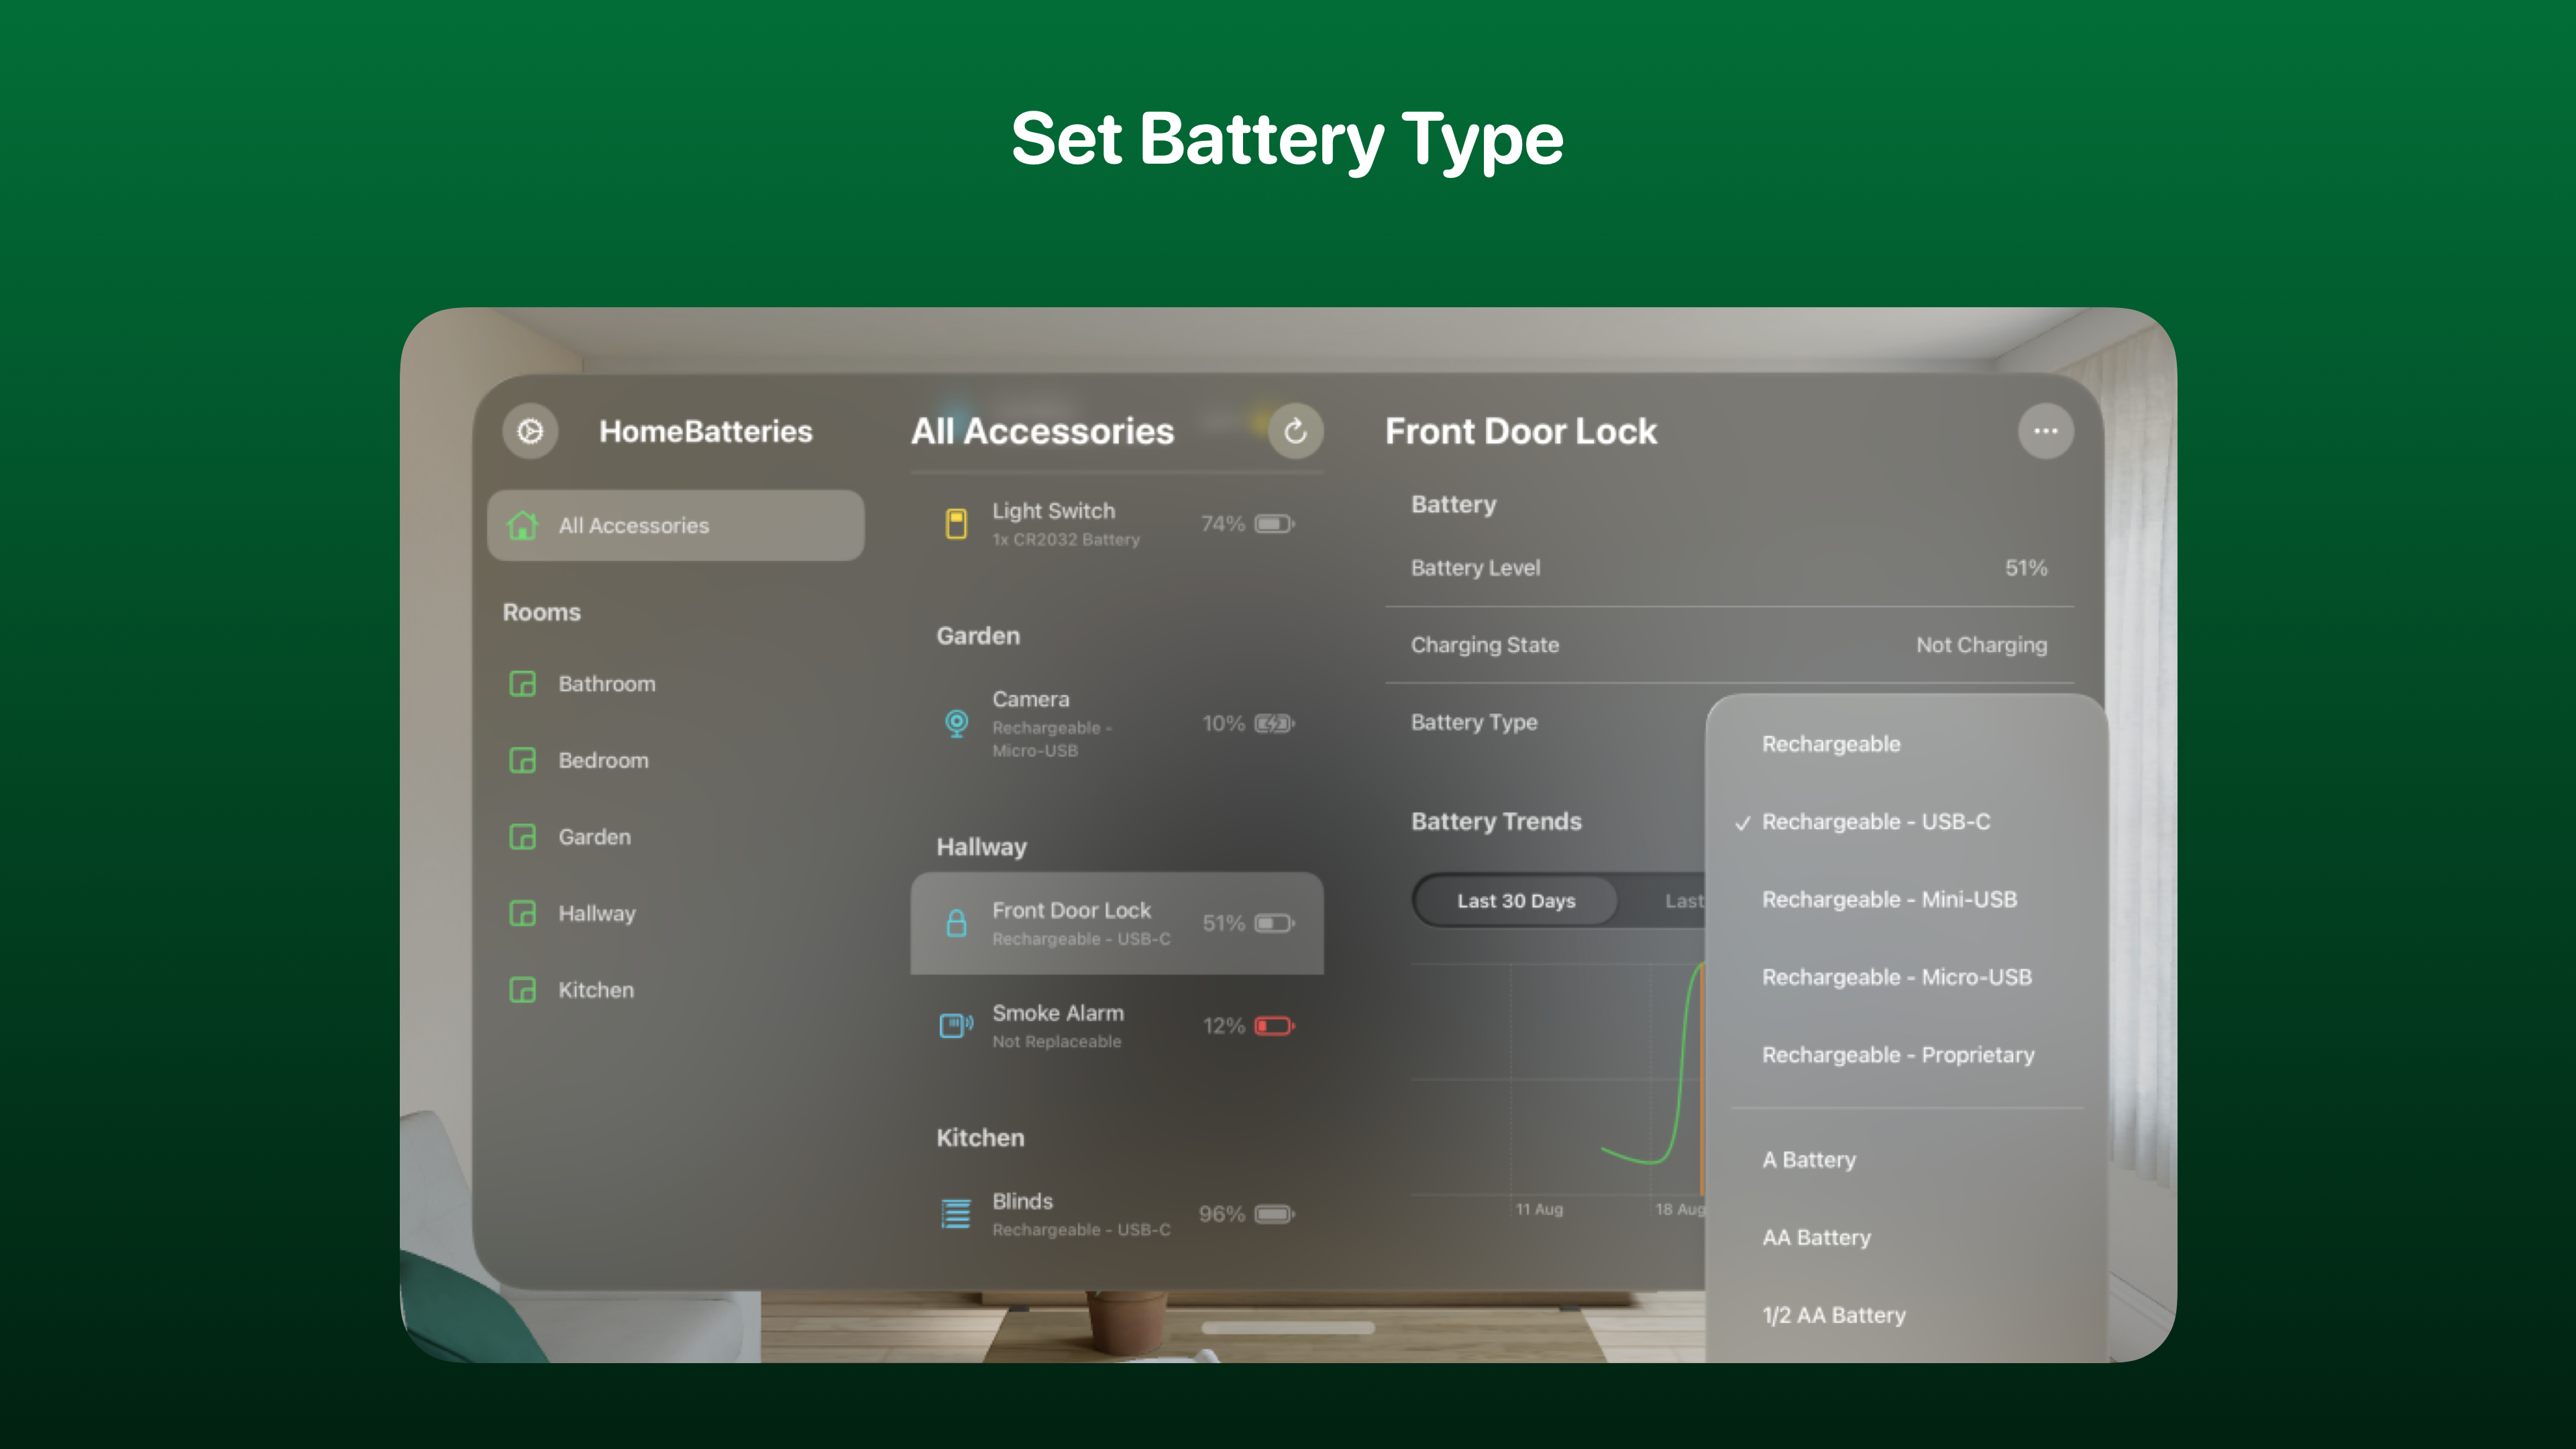 Set Battery Type
HomeBatteries
All Accessories
Rooms
Bathroom
Bedroom
Garden
Hallway
Kitchen
All Accessories
Light Switch
1x CR2032 Battery
74%
Garden
Camera
Rechargeable -
Micro-USB
10%
Hallway
Front Door Lock
Rechargeable - USB-C
51%
Smoke Alarm
Not Replaceable
12%
Kitchen
Blinds
Rechargeable - USB-C
96%
Front Door Lock
Battery
Battery Level
51%
Charging State
Not Charging
Battery Type
Battery Trends
Last 30 Days
Last
11 Aug
18 Aug
Rechargeable
✓ Rechargeable - USB-C
Rechargeable - Mini-USB
Rechargeable - Micro-USB
Rechargeable - Proprietary
A Battery
AA Battery
1/2 AA Battery